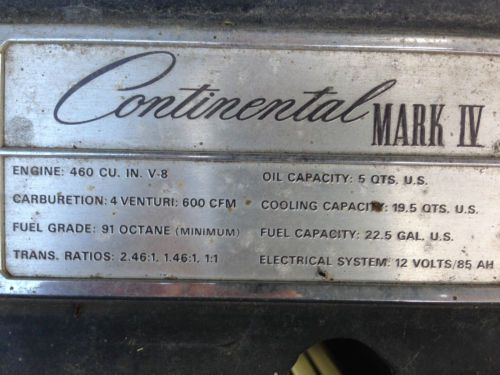 Continental MARK IV
ENGINE: 460 CU. IN. V-8
CARBURETION: 4 VENTURI: 600 CFM
FUEL GRADE: 91 OCTANE (MINIMUM)
TRANS. RATIOS: 2.46:1, 1.46:1, 1:1
OIL CAPACITY: 5 QTS. U.S.
COOLING CAPACITY: 19.5 QTS. U.S.
FUEL CAPACITY: 22.5 GAL. U.S.
ELECTRICAL SYSTEM: 12 VOLTS/85 AH